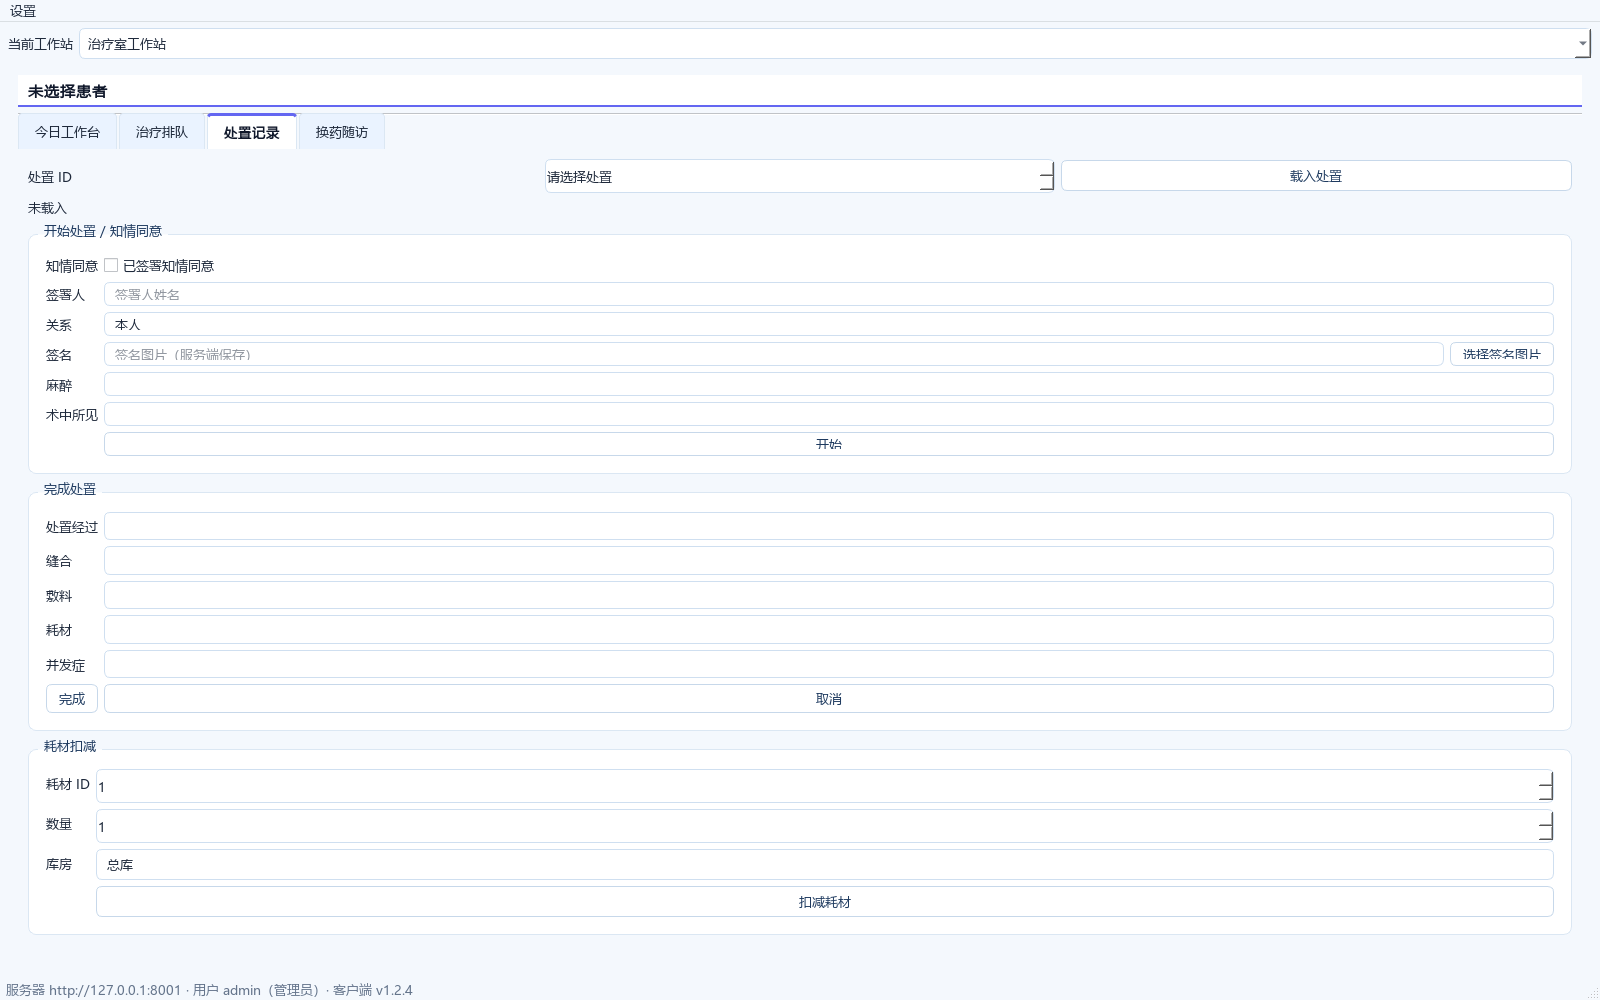 设置
当前工作站 治疗室工作站
未选择患者
今日工作台 治疗排队 处置记录 换药随访
处置 ID 请选择处置 载入处置
未载入
开始处置 / 知情同意
知情同意 已签署知情同意
签署人 签署人姓名
关系 本人
签名 签名图片（服务端保存） 选择签名图片
麻醉
术中所见
开始
完成处置
处置经过
缝合
敷料
耗材
并发症
完成 取消
耗材扣减
耗材 ID 1
数量 1
库房 总库
扣减耗材
服务器 http://127.0.0.1:8001 · 用户 admin（管理员）· 客户端 v1.2.4